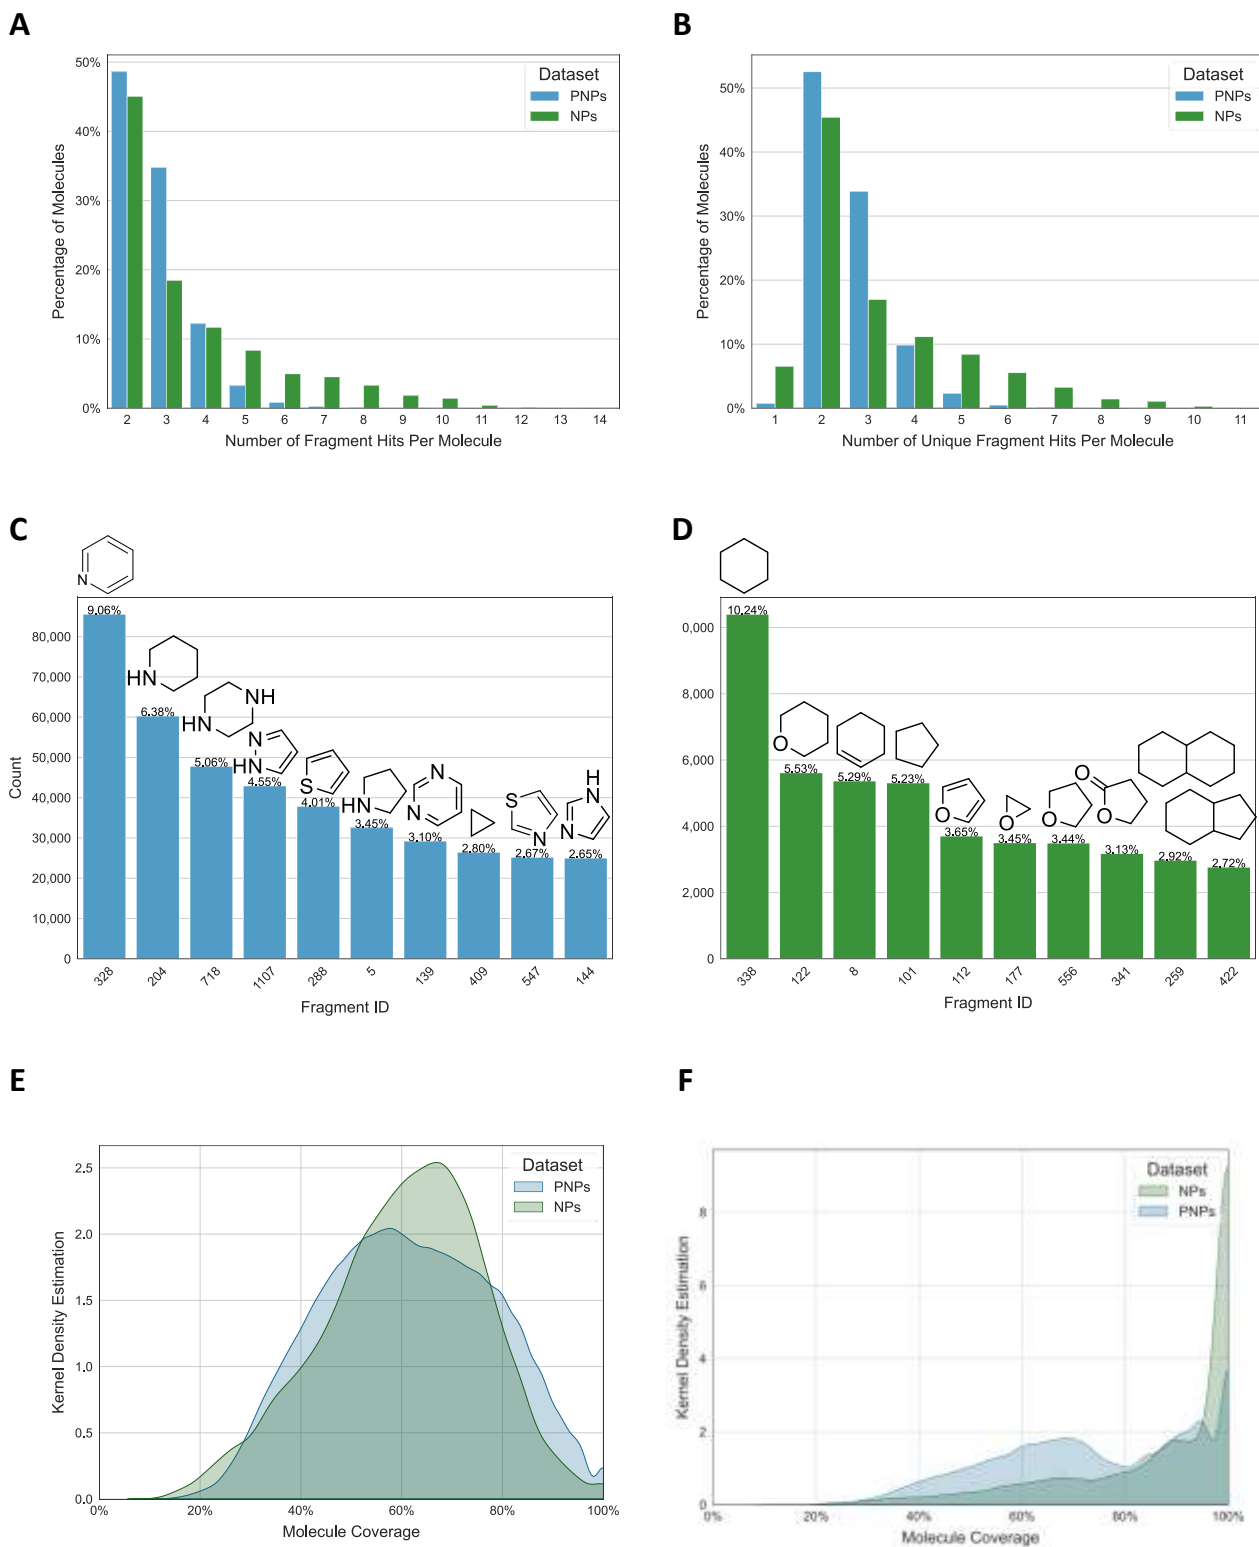 A
B
50%
40%
30%
20%
10%
0%
Percentage of Molecules
Dataset
PNPs
NPs
2 3 4 5 6 7 8 9 10 11 12 13 14
Number of Fragment Hits Per Molecule
50%
40%
30%
20%
10%
0%
Percentage of Molecules
Dataset
PNPs
NPs
1 2 3 4 5 6 7 8 9 10 11
Number of Unique Fragment Hits Per Molecule
C
D
N
9.06%
HN
6.38%
HN
NH
5.06%
N
HN
4.55%
S
4.01%
HN
3.45%
N
N
3.10%
2.80%
S
N
2.67%
H
N
N
2.65%
80,000
70,000
60,000
50,000
40,000
30,000
20,000
10,000
0
Count
328 204 718 1107 288 5 139 409 547 144
Fragment ID
10.24%
O
5.53%
5.29%
5.23%
O
3.65%
O
3.45%
O
3.44%
O
O
3.13%
2.92%
2.72%
0,000
8,000
6,000
4,000
2,000
0
338 122 8 101 112 177 556 341 259 422
Fragment ID
E
F
2.5
2.0
1.5
1.0
0.5
0.0
Kernel Density Estimation
Dataset
PNPs
NPs
0% 20% 40% 60% 80% 100%
Molecule Coverage
8
6
4
2
0
Kernel Density Estimation
Dataset
NPs
PNPs
0% 20% 40% 60% 80% 100%
Molecule Coverage